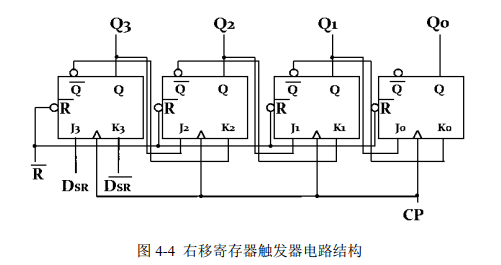 Q3 Q2 Q1 Q0
Q̅ Q Q̅ Q Q̅ Q Q̅ Q
R̅ R̅ R̅ R̅
J3 K3 J2 K2 J1 K1 J0 K0
R̅ DSR D̅S̅R̅ CP
图 4-4 右移寄存器触发器电路结构